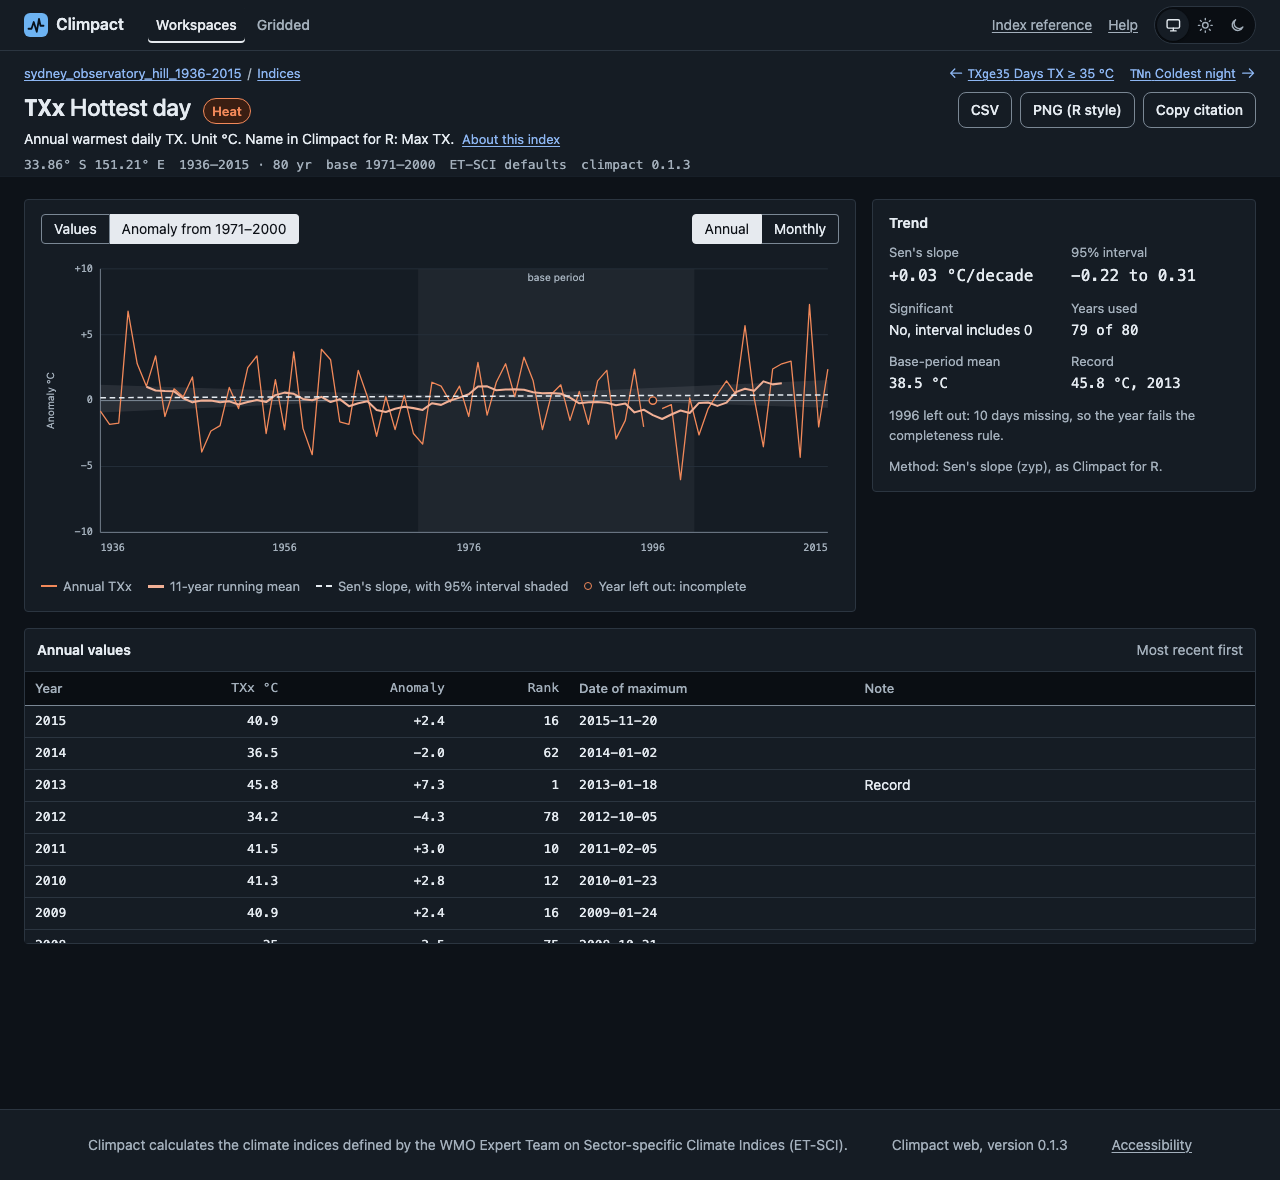 Climpact
Workspaces
Gridded
Index reference
Help
sydney_observatory_hill_1936-2015 / Indices
← TXge35 Days TX ≥ 35 °C
TNn Coldest night →
TXx Hottest day
Heat
CSV
PNG (R style)
Copy citation
Annual warmest daily TX. Unit °C. Name in Climpact for R: Max TX. About this index
33.86° S 151.21° E 1936–2015 · 80 yr base 1971–2000 ET-SCI defaults climpact 0.1.3
Values
Anomaly from 1971–2000
Annual
Monthly
+10
base period
+5
0
−5
−10
Anomaly °C
1936
1956
1976
1996
2015
Annual TXx
11-year running mean
Sen's slope, with 95% interval shaded
Year left out: incomplete
Trend
Sen's slope
95% interval
+0.03 °C/decade
−0.22 to 0.31
Significant
Years used
No, interval includes 0
79 of 80
Base-period mean
Record
38.5 °C
45.8 °C, 2013
1996 left out: 10 days missing, so the year fails the
completeness rule.
Method: Sen's slope (zyp), as Climpact for R.
Annual values
Most recent first
Year TXx °C Anomaly Rank Date of maximum Note
2015 40.9 +2.4 16 2015-11-20
2014 36.5 −2.0 62 2014-01-02
2013 45.8 +7.3 1 2013-01-18 Record
2012 34.2 −4.3 78 2012-10-05
2011 41.5 +3.0 10 2011-02-05
2010 41.3 +2.8 12 2010-01-23
2009 40.9 +2.4 16 2009-01-24
Climpact calculates the climate indices defined by the WMO Expert Team on Sector-specific Climate Indices (ET-SCI).
Climpact web, version 0.1.3
Accessibility